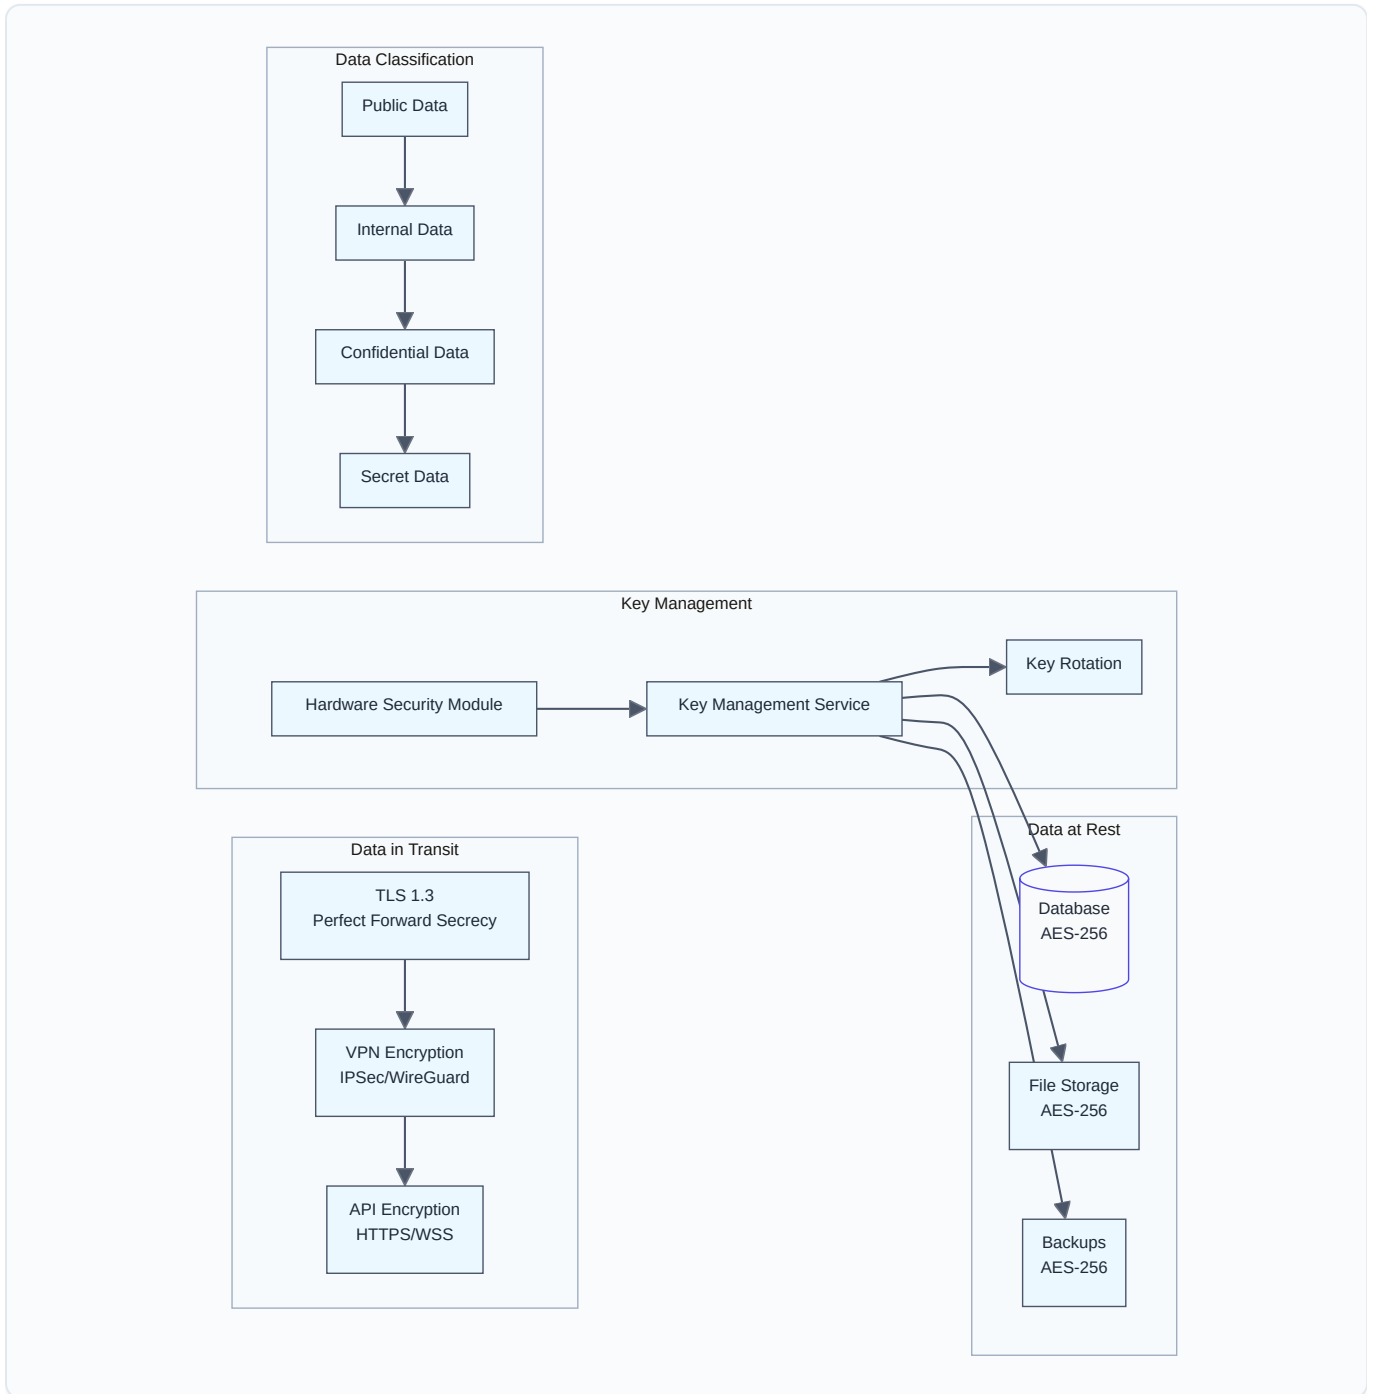 Data Classification
Public Data
Internal Data
Confidential Data
Secret Data
Key Management
Hardware Security Module
Key Management Service
Key Rotation
Data in Transit
TLS 1.3
Perfect Forward Secrecy
VPN Encryption
IPSec/WireGuard
API Encryption
HTTPS/WSS
Data at Rest
Database
AES-256
File Storage
AES-256
Backups
AES-256